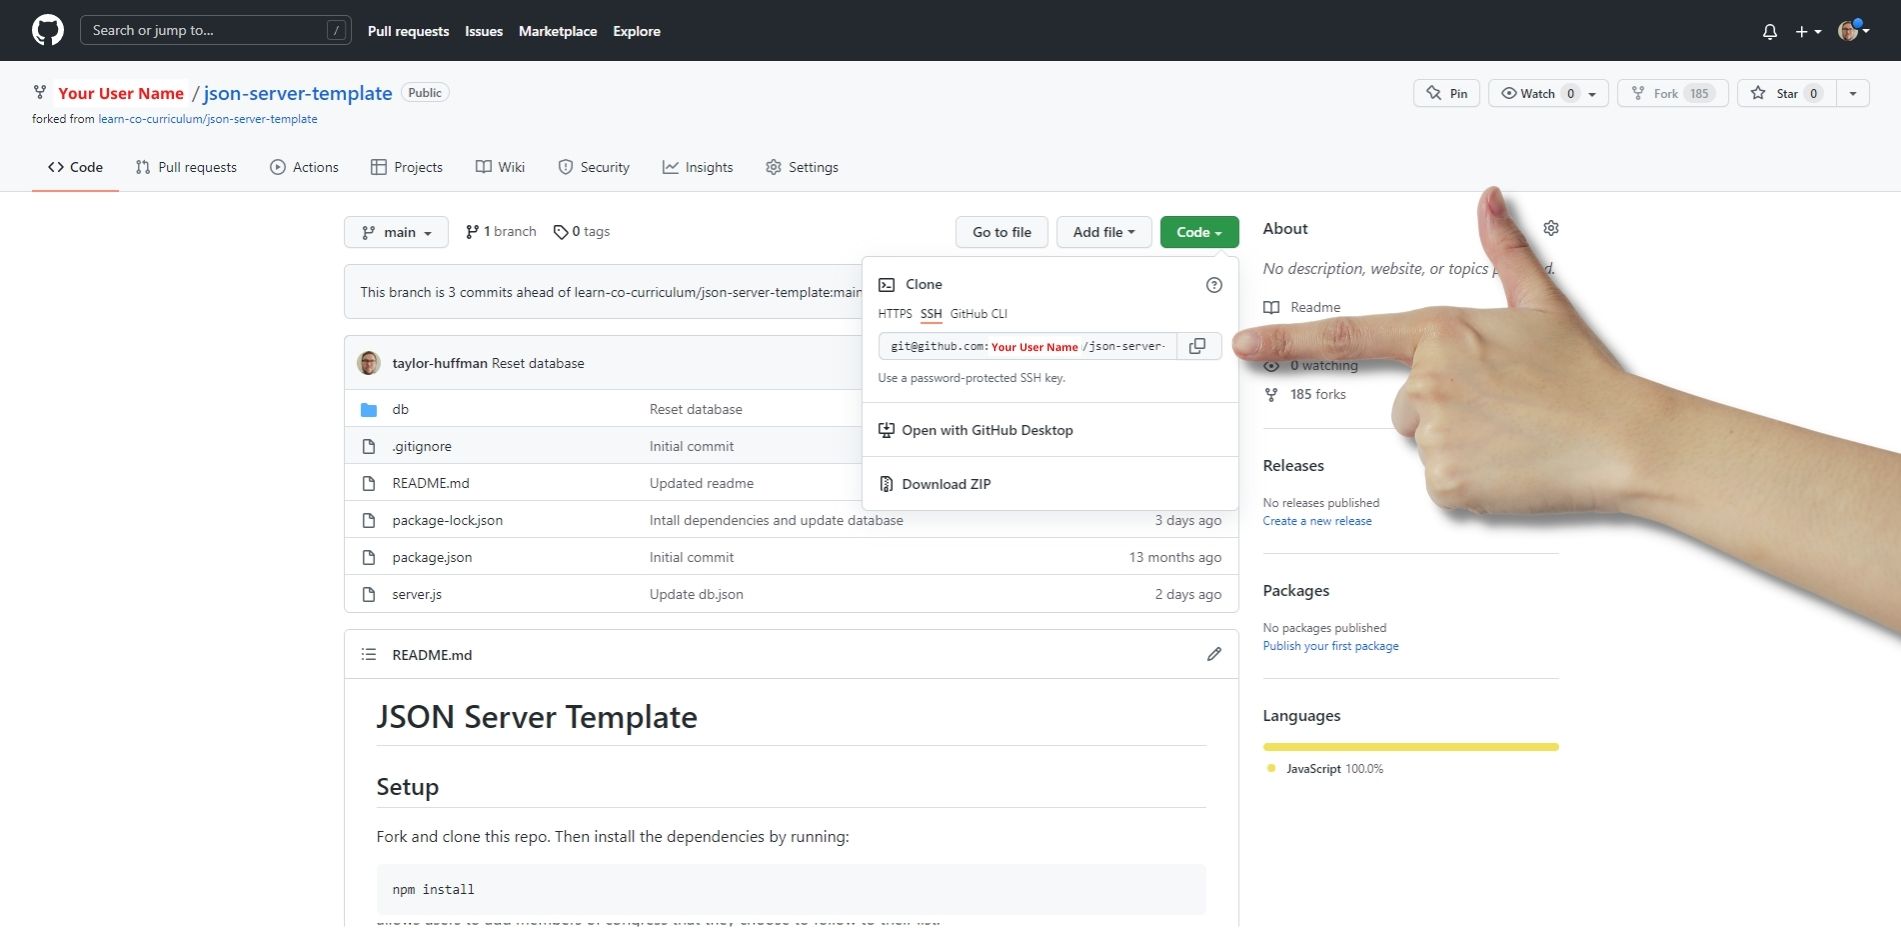 Search or jump to... /
Pull requests Issues Marketplace Explore
Your User Name / json-server-template Public
Pin Watch 0 Fork 185 Star 0
forked from learn-co-curriculum/json-server-template
Code Pull requests Actions Projects Wiki Security Insights Settings
main 1 branch 0 tags Go to file Add file Code
This branch is 3 commits ahead of learn-co-curriculum/json-server-template:main
Clone
HTTPS SSH GitHub CLI
git@github.com: Your User Name /json-server-
Use a password-protected SSH key.
Open with GitHub Desktop
Download ZIP
taylor-huffman Reset database
db Reset database
.gitignore Initial commit
README.md Updated readme
package-lock.json Intall dependencies and update database 3 days ago
package.json Initial commit 13 months ago
server.js Update db.json 2 days ago
README.md
JSON Server Template
Setup
Fork and clone this repo. Then install the dependencies by running:
npm install
About
No description, website, or topics
Readme
0 watching
185 forks
Releases
No releases published
Create a new release
Packages
No packages published
Publish your first package
Languages
JavaScript 100.0%